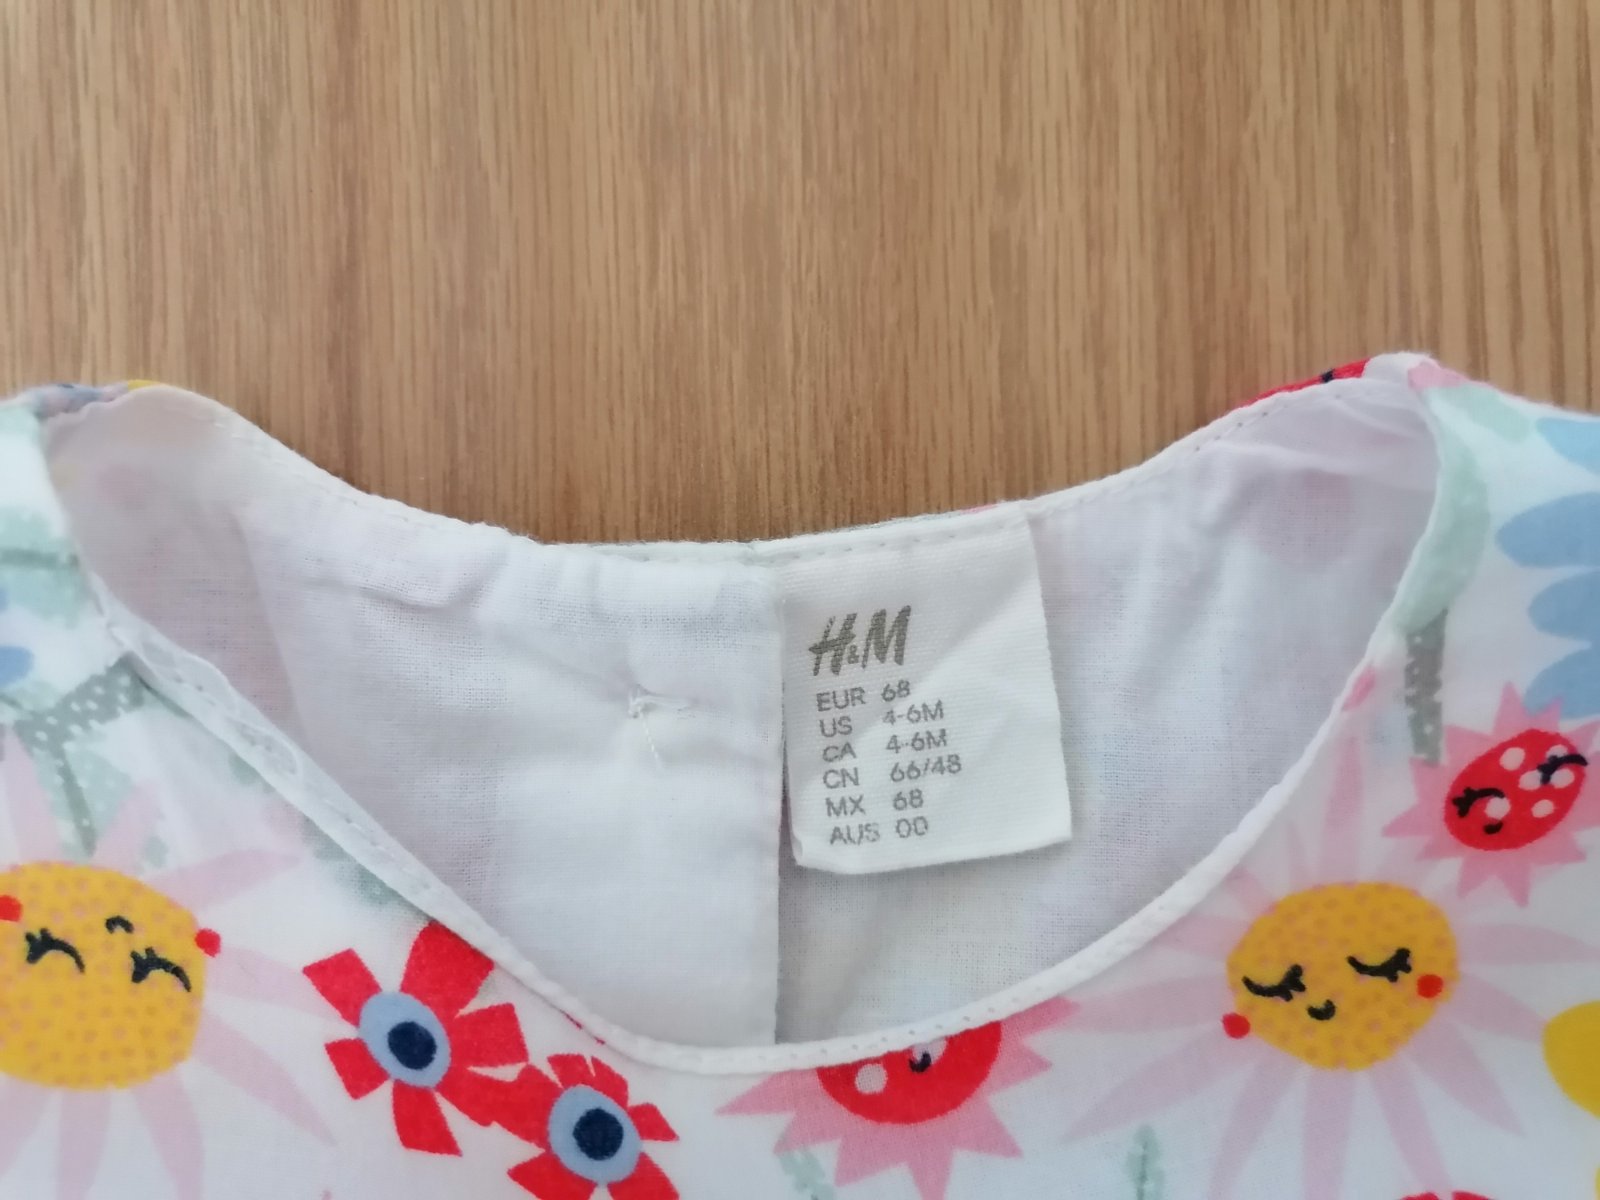 H&M
EUR 68
US 4-6M
CA 4-6M
CN 66/48
MX 68
AUS 00